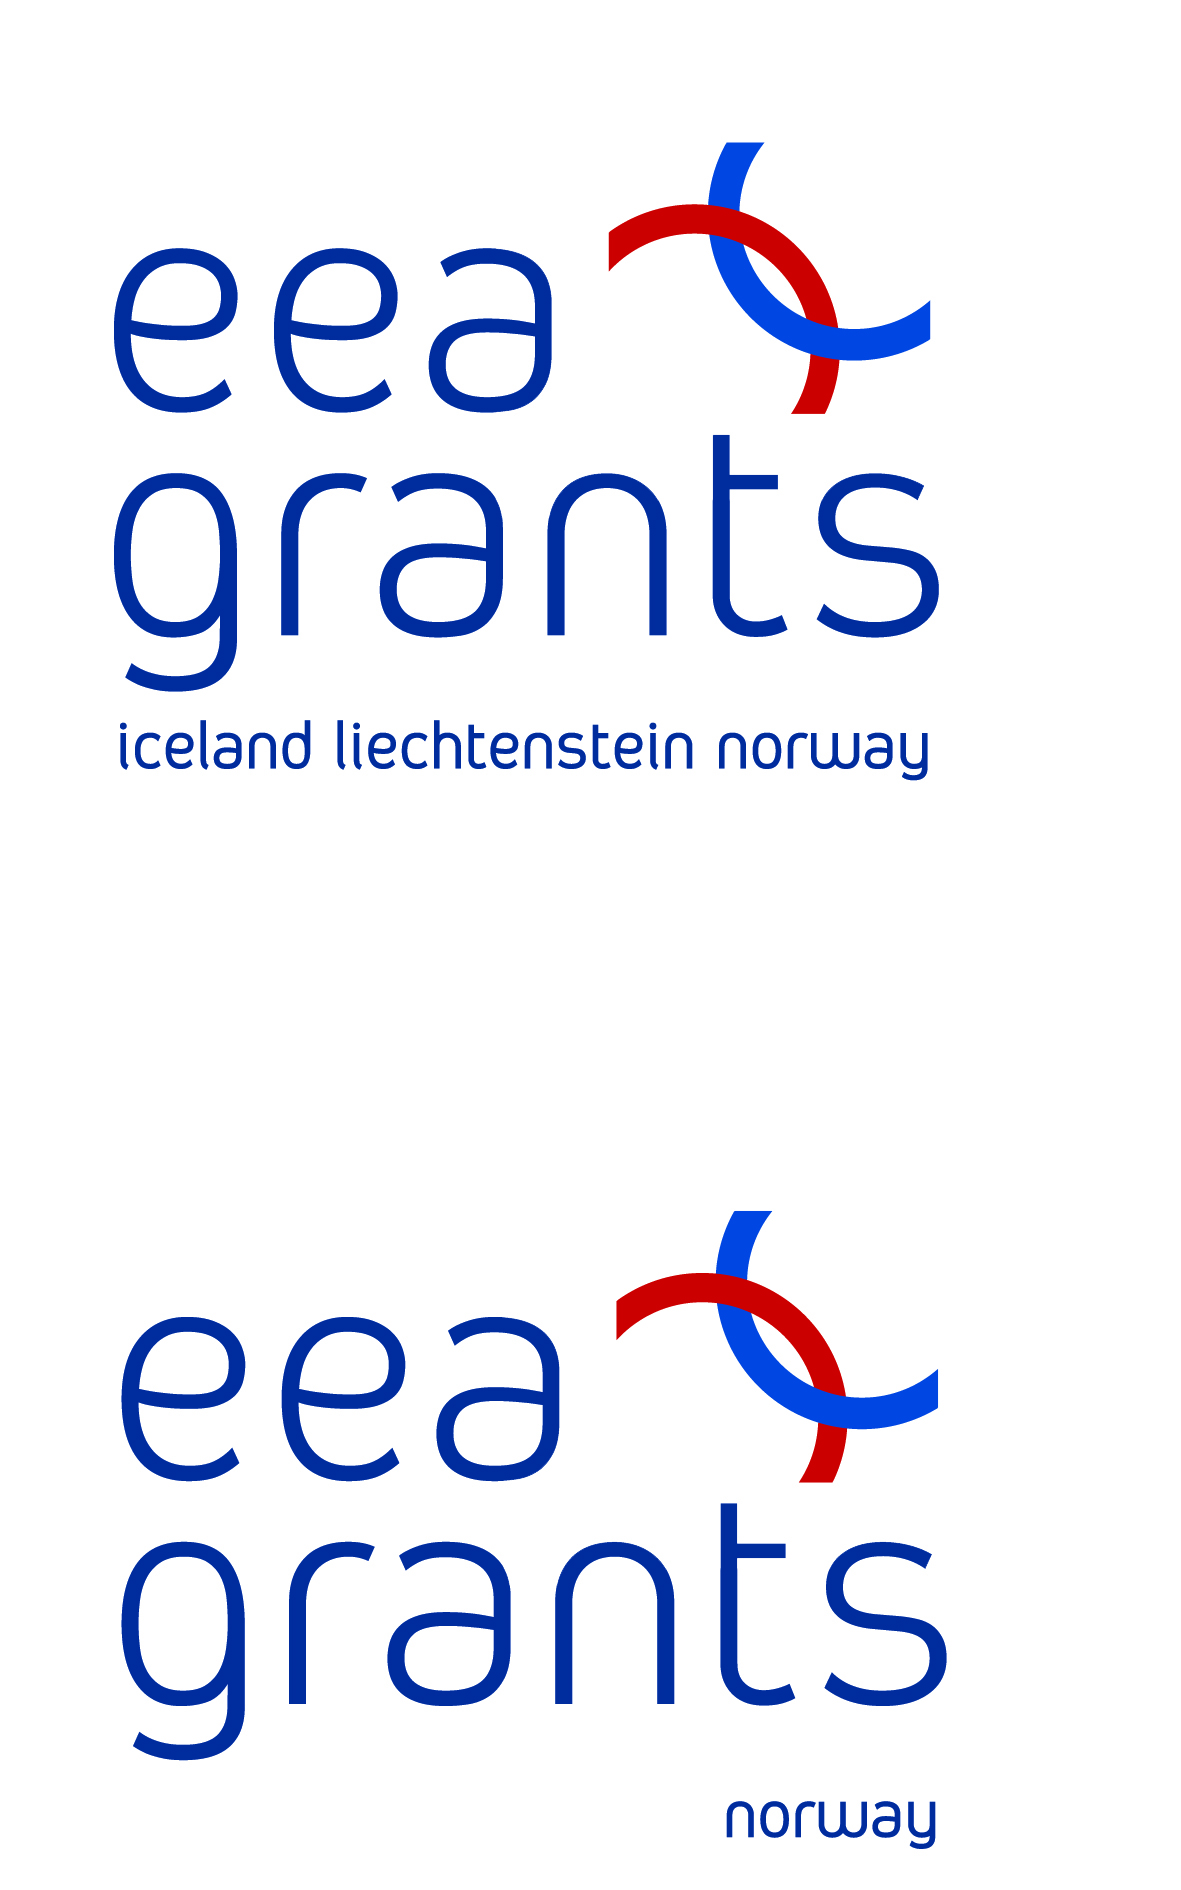 eea
grants
iceland liechtenstein norway
eea
grants
norway